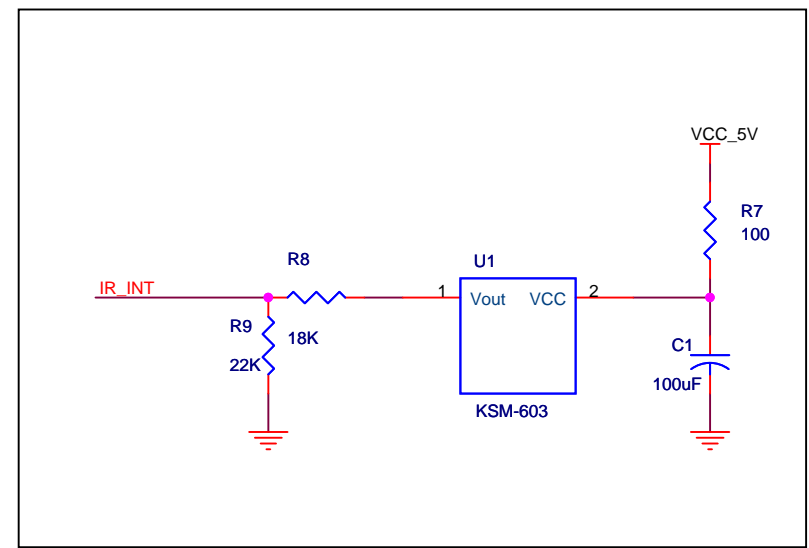 VCC_5V
R7
100
R8
U1
IR_INT
1
Vout
VCC
2
R9
18K
22K
C1
100uF
KSM-603